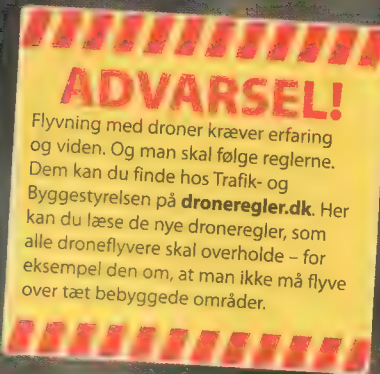 ADVARSEL!
Flyvning med droner kræver erfaring
og viden. Og man skal følge reglerne.
Dem kan du finde hos Trafik- og
Byggestyrelsen på droneregler.dk. Her
kan du læse de nye droneregler, som
alle droneflyvere skal overholde – for
eksempel den om, at man ikke må flyve
over tæt bebyggede områder.